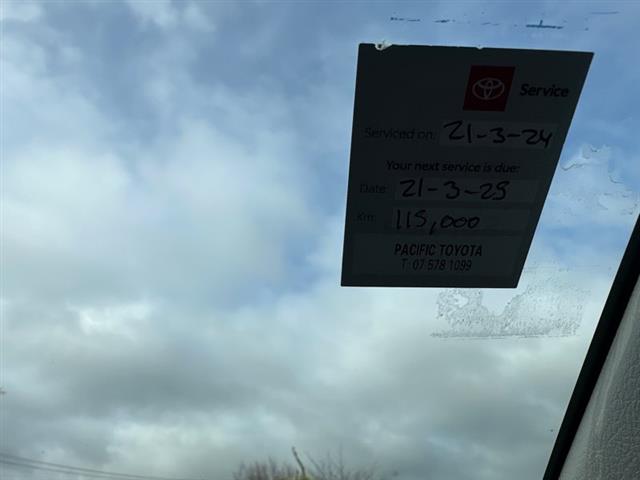 Service
Serviced on: 21-3-24
Your next service is due:
Date: 21-3-25
Km: 115,000
PACIFIC TOYOTA
T: 07 578 1099